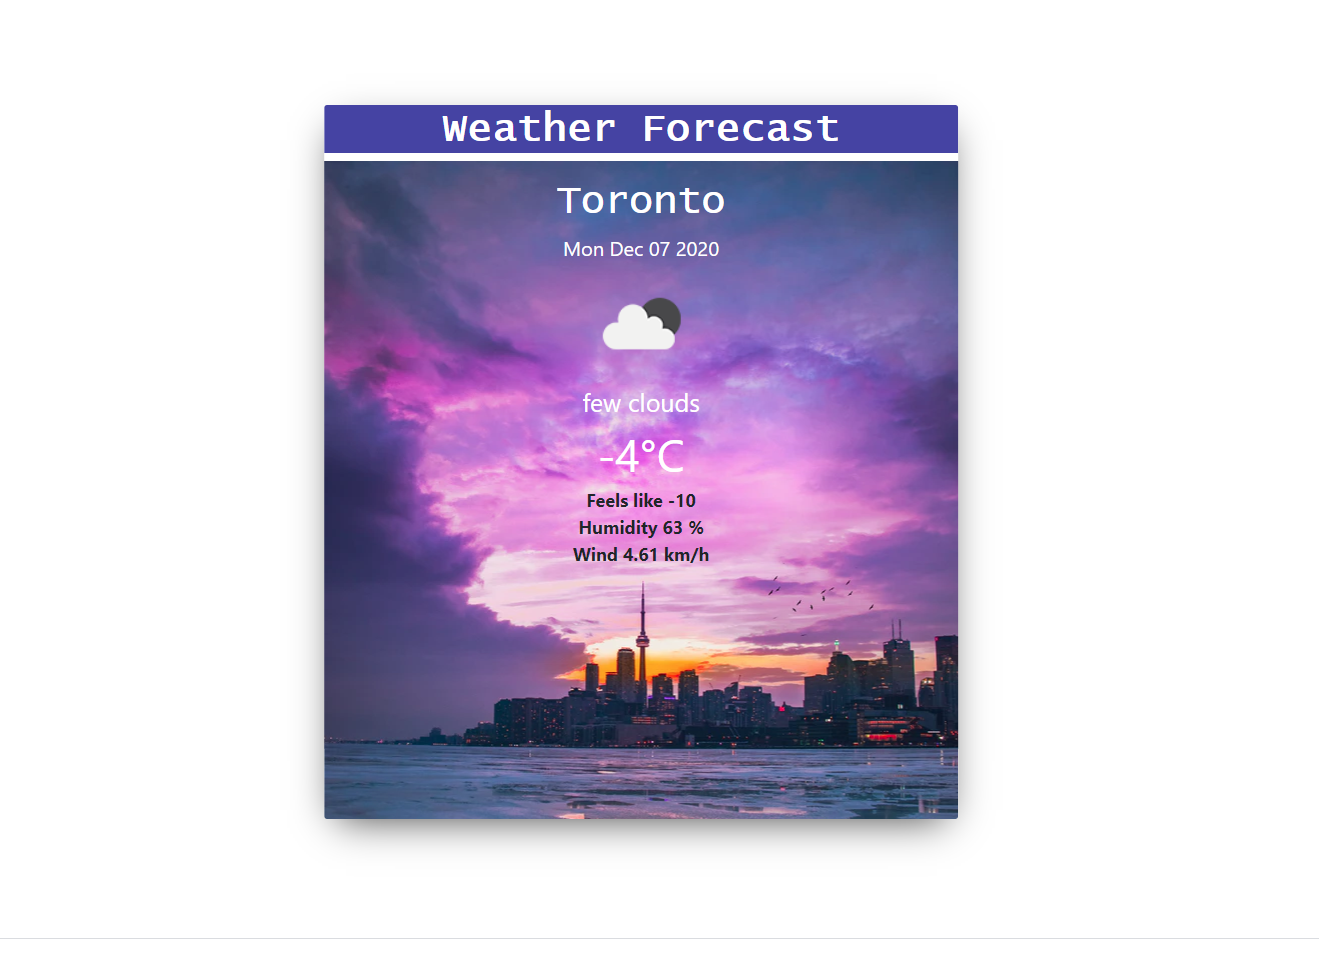 Weather Forecast
Toronto
Mon Dec 07 2020
few clouds
-4°C
Feels like -10
Humidity 63 %
Wind 4.61 km/h